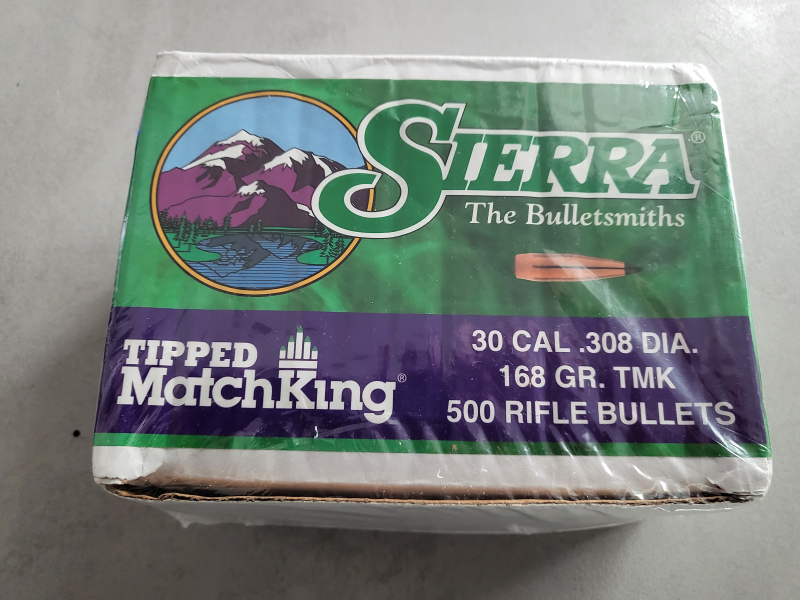 SIERRA®
The Bulletsmiths
TIPPED
MatchKing®
30 CAL .308 DIA.
168 GR. TMK
500 RIFLE BULLETS